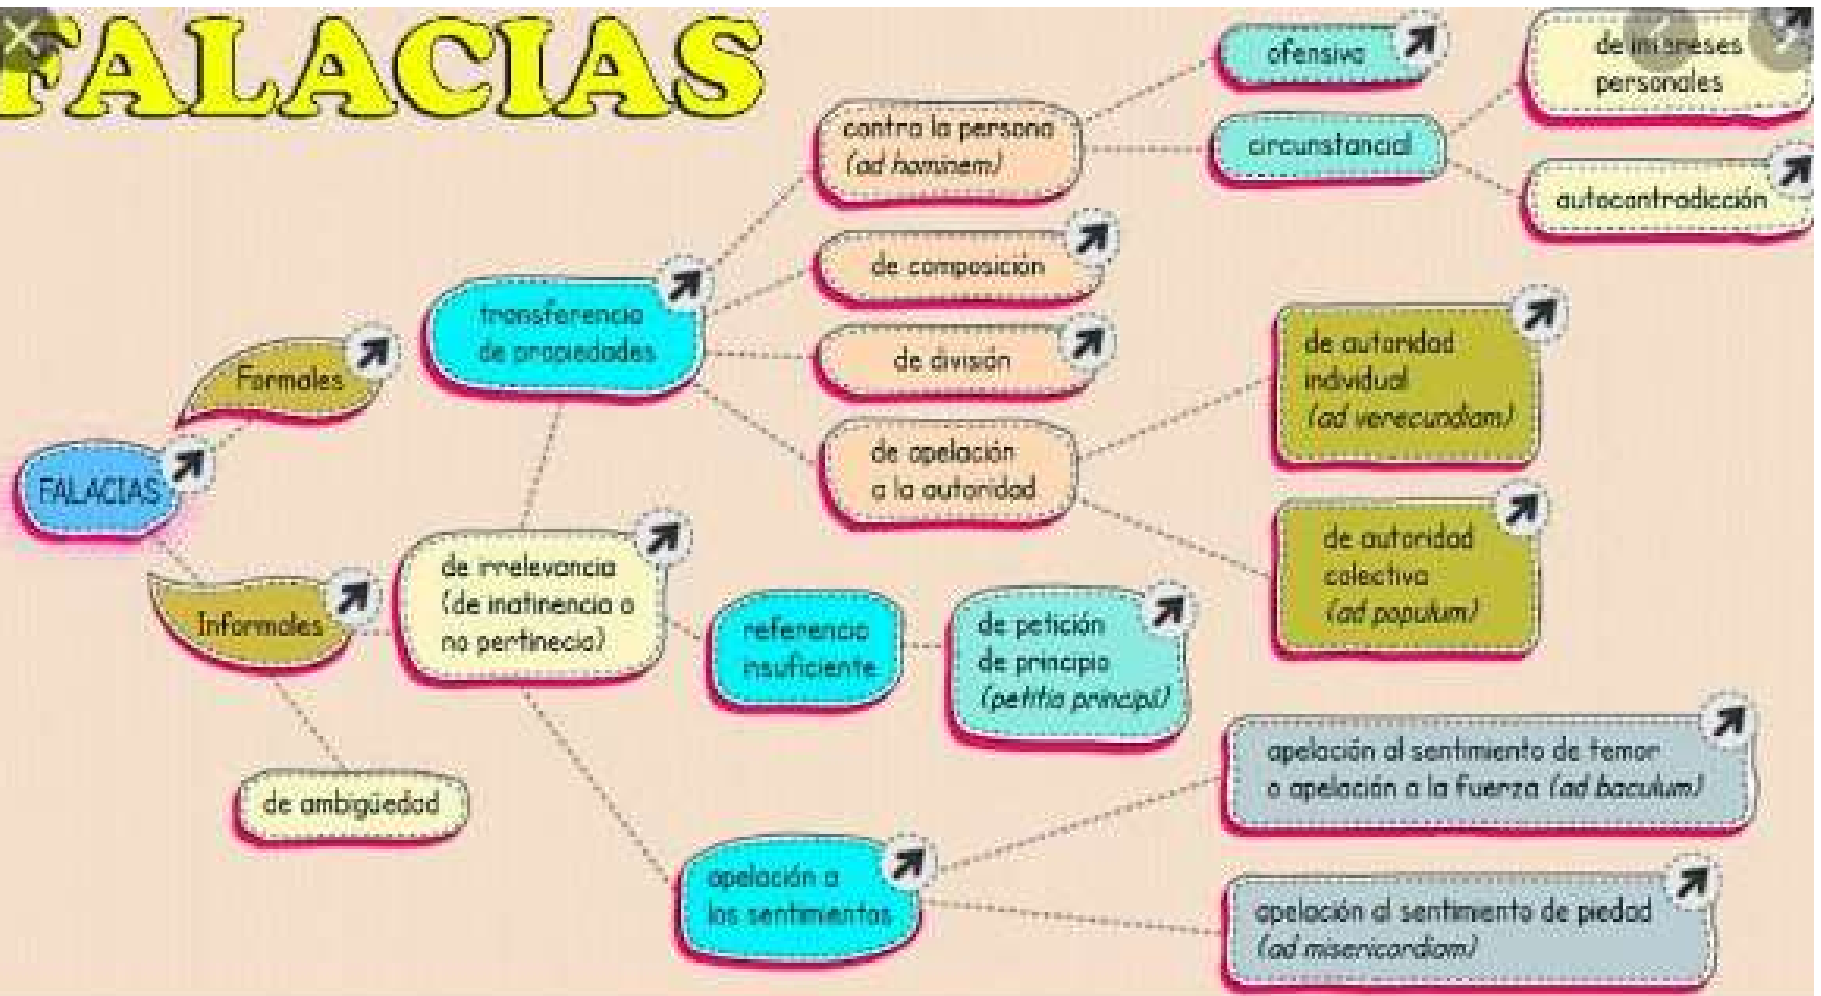 FALACIAS
ofensivo
de intereses
personales
contra la persona
(ad hominem)
circunstancial
autocontradicción
de composición
transferencia
de propiedades
de división
de autoridad
individual
(ad verecundiam)
Formales
de apelación
a la autoridad
FALACIAS
de autoridad
colectiva
(ad populum)
de irrelevancia
(de inatinencia o
no pertinecia)
Informales
referencia
insuficiente
de petición
de principio
(petitio principii)
apelación al sentimiento de temor
o apelación a la fuerza (ad baculum)
de ambigüedad
apelación a
los sentimientos
apelación al sentimiento de piedad
(ad misericordiam)